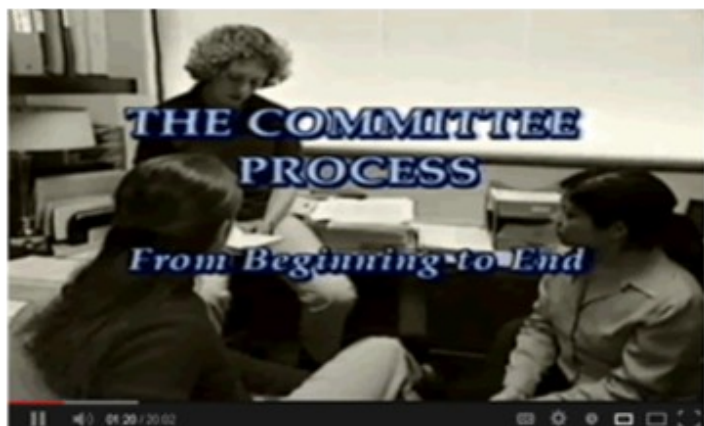 THE COMMITTEE
PROCESS
From Beginning to End
01:20 / 20:02